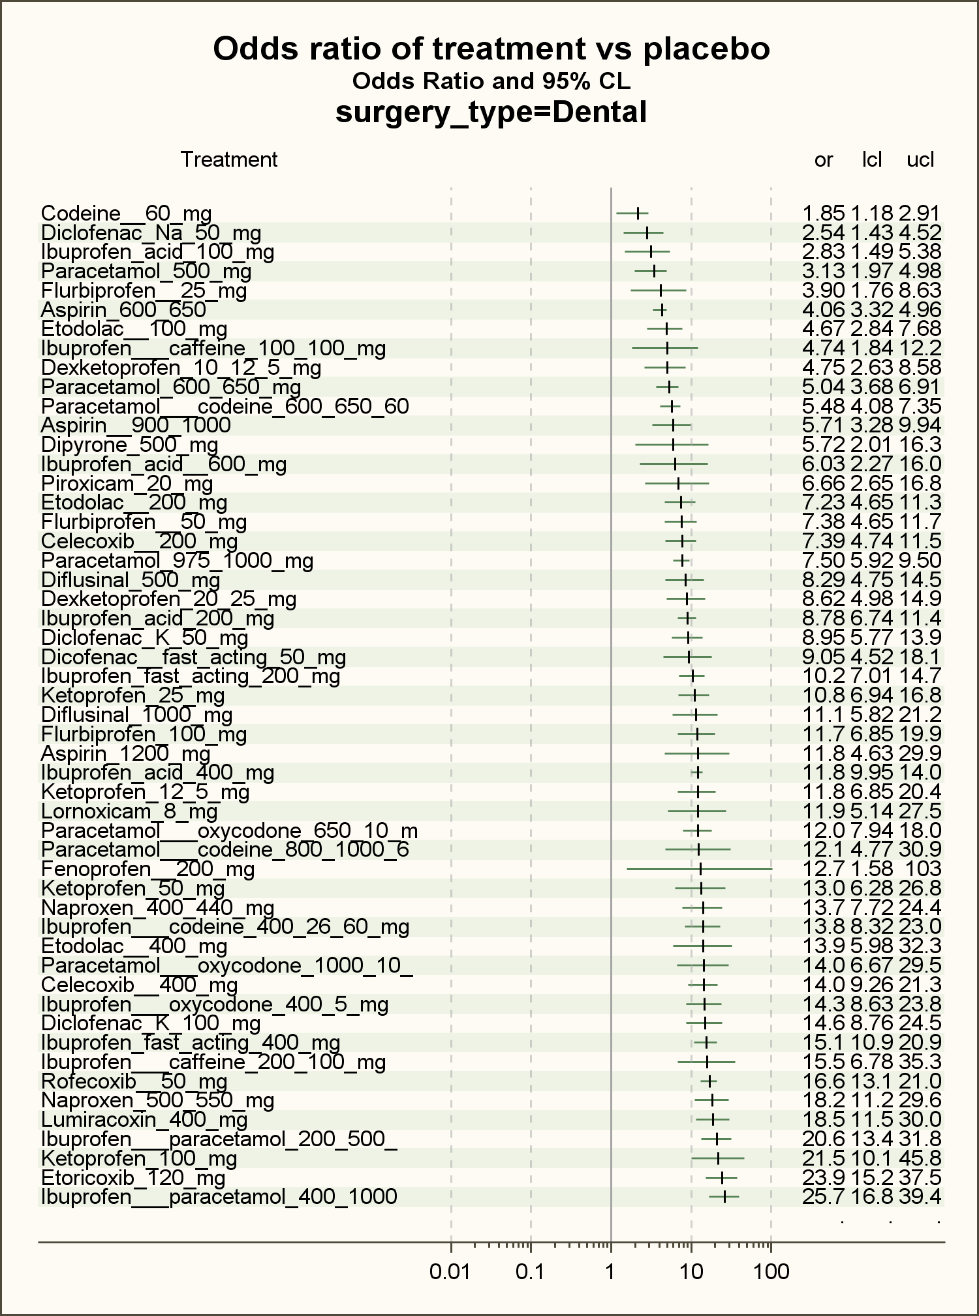 Odds ratio of treatment vs placebo
Odds Ratio and 95% CL
surgery_type=Dental
Treatment or lcl ucl
Codeine__60_mg 1.85 1.18 2.91
Diclofenac_Na_50_mg 2.54 1.43 4.52
Ibuprofen_acid_100_mg 2.83 1.49 5.38
Paracetamol_500_mg 3.13 1.97 4.98
Flurbiprofen__25_mg 3.90 1.76 8.63
Aspirin_600_650 4.06 3.32 4.96
Etodolac__100_mg 4.67 2.84 7.68
Ibuprofen___caffeine_100_100_mg 4.74 1.84 12.2
Dexketoprofen_10_12_5_mg 4.75 2.63 8.58
Paracetamol_600_650_mg 5.04 3.68 6.91
Paracetamol___codeine_600_650_60 5.48 4.08 7.35
Aspirin__900_1000 5.71 3.28 9.94
Dipyrone_500_mg 5.72 2.01 16.3
Ibuprofen_acid__600_mg 6.03 2.27 16.0
Piroxicam_20_mg 6.66 2.65 16.8
Etodolac__200_mg 7.23 4.65 11.3
Flurbiprofen__50_mg 7.38 4.65 11.7
Celecoxib__200_mg 7.39 4.74 11.5
Paracetamol_975_1000_mg 7.50 5.92 9.50
Diflusinal_500_mg 8.29 4.75 14.5
Dexketoprofen_20_25_mg 8.62 4.98 14.9
Ibuprofen_acid_200_mg 8.78 6.74 11.4
Diclofenac_K_50_mg 8.95 5.77 13.9
Dicofenac__fast_acting_50_mg 9.05 4.52 18.1
Ibuprofen_fast_acting_200_mg 10.2 7.01 14.7
Ketoprofen_25_mg 10.8 6.94 16.8
Diflusinal_1000_mg 11.1 5.82 21.2
Flurbiprofen_100_mg 11.7 6.85 19.9
Aspirin_1200_mg 11.8 4.63 29.9
Ibuprofen_acid_400_mg 11.8 9.95 14.0
Ketoprofen_12_5_mg 11.8 6.85 20.4
Lornoxicam_8_mg 11.9 5.14 27.5
Paracetamol___oxycodone_650_10_m 12.0 7.94 18.0
Paracetamol___codeine_800_1000_6 12.1 4.77 30.9
Fenoprofen__200_mg 12.7 1.58 103
Ketoprofen_50_mg 13.0 6.28 26.8
Naproxen_400_440_mg 13.7 7.72 24.4
Ibuprofen___codeine_400_26_60_mg 13.8 8.32 23.0
Etodolac__400_mg 13.9 5.98 32.3
Paracetamol___oxycodone_1000_10_ 14.0 6.67 29.5
Celecoxib__400_mg 14.0 9.26 21.3
Ibuprofen___oxycodone_400_5_mg 14.3 8.63 23.8
Diclofenac_K_100_mg 14.6 8.76 24.5
Ibuprofen_fast_acting_400_mg 15.1 10.9 20.9
Ibuprofen___caffeine_200_100_mg 15.5 6.78 35.3
Rofecoxib__50_mg 16.6 13.1 21.0
Naproxen_500_550_mg 18.2 11.2 29.6
Lumiracoxin_400_mg 18.5 11.5 30.0
Ibuprofen___paracetamol_200_500_ 20.6 13.4 31.8
Ketoprofen_100_mg 21.5 10.1 45.8
Etoricoxib_120_mg 23.9 15.2 37.5
Ibuprofen___paracetamol_400_1000 25.7 16.8 39.4
. . .
0.01 0.1 1 10 100